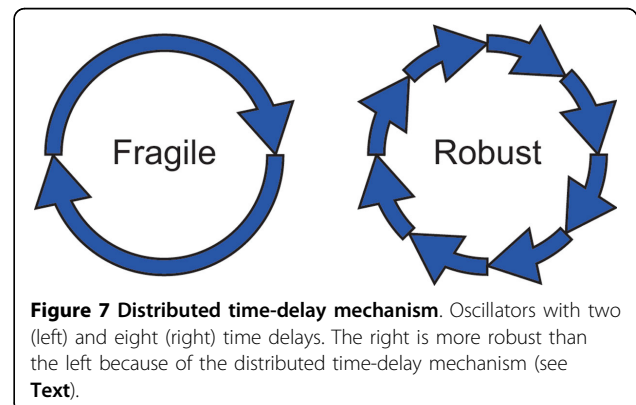 Fragile
Robust
Figure 7 Distributed time-delay mechanism. Oscillators with two
(left) and eight (right) time delays. The right is more robust than
the left because of the distributed time-delay mechanism (see
Text).